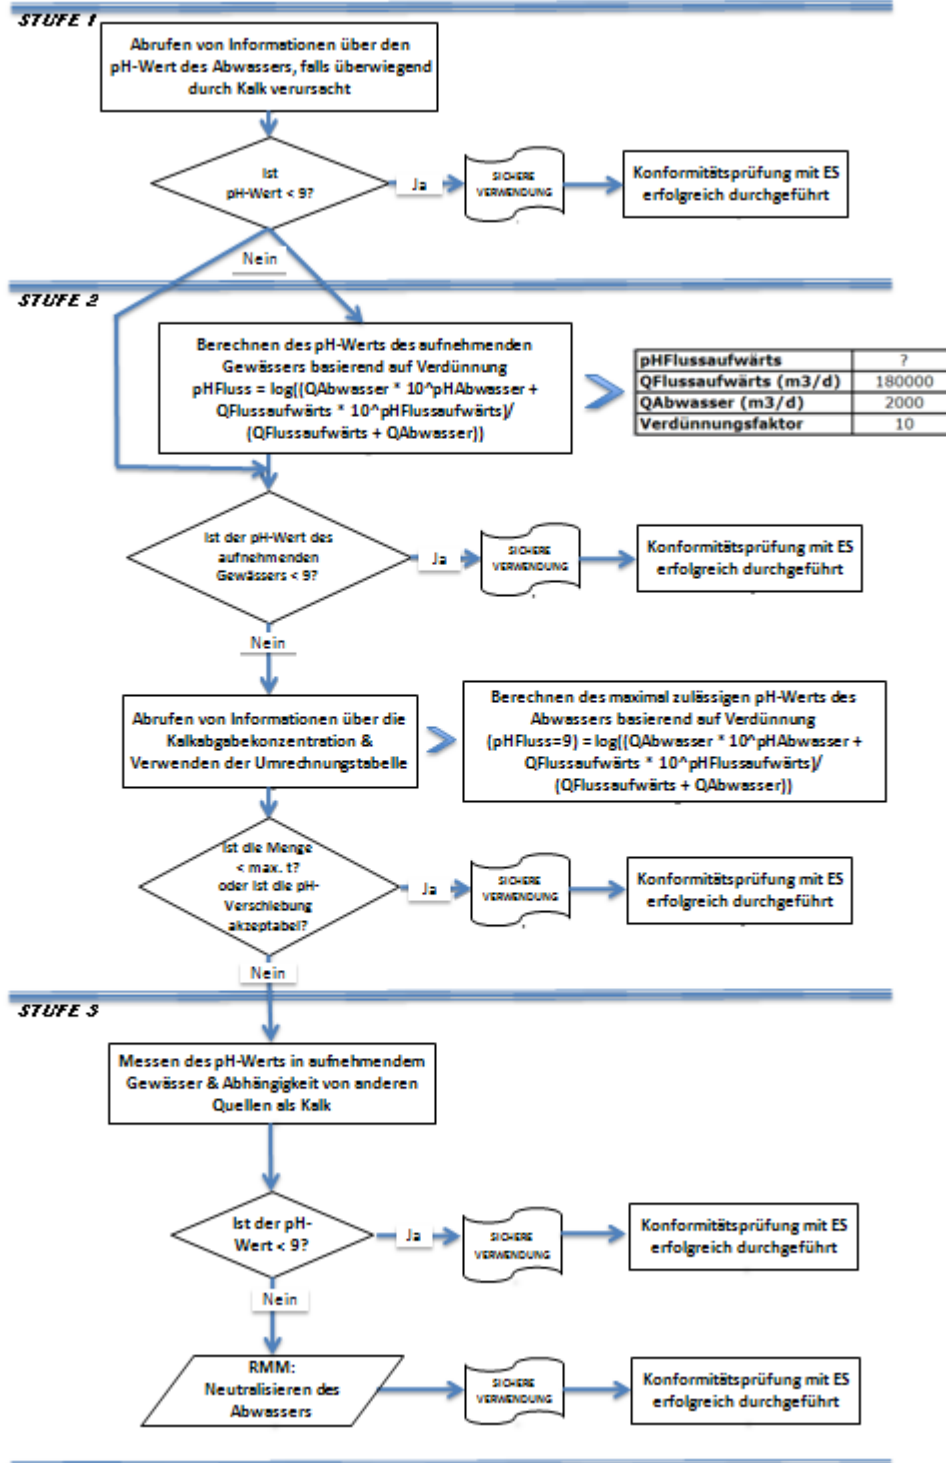 STUFE 1
Abrufen von Informationen über den
pH-Wert des Abwassers, falls überwiegend
durch Kalk verursacht
Ist
pH-Wert < 9?
Ja
SICHERE
VERWENDUNG
Konformitätsprüfung mit ES
erfolgreich durchgeführt
Nein
STUFE 2
Berechnen des pH-Werts des aufnehmenden
Gewässers basierend auf Verdünnung
pHFluss = log((QAbwasser * 10^pHAbwasser +
QFlussaufwärts * 10^pHFlussaufwärts)/
(QFlussaufwärts + QAbwasser))
pHFlussaufwärts ?
QFlussaufwärts (m3/d) 180000
QAbwasser (m3/d) 2000
Verdünnungsfaktor 10
Ist der pH-Wert des
aufnehmenden
Gewässers < 9?
Ja
SICHERE
VERWENDUNG
Konformitätsprüfung mit ES
erfolgreich durchgeführt
Nein
Abrufen von Informationen über die
Kalkabgabekonzentration &
Verwenden der Umrechnungstabelle
Berechnen des maximal zulässigen pH-Werts des
Abwassers basierend auf Verdünnung
(pHFluss=9) = log((QAbwasser * 10^pHAbwasser +
QFlussaufwärts * 10^pHFlussaufwärts)/
(QFlussaufwärts + QAbwasser))
Ist die Menge
< max. t?
oder ist die pH-
Verschiebung
akzeptabel?
Ja
SICHERE
VERWENDUNG
Konformitätsprüfung mit ES
erfolgreich durchgeführt
Nein
STUFE 3
Messen des pH-Werts in aufnehmendem
Gewässer & Abhängigkeit von anderen
Quellen als Kalk
Ist der pH-
Wert < 9?
Ja
SICHERE
VERWENDUNG
Konformitätsprüfung mit ES
erfolgreich durchgeführt
Nein
RMM:
Neutralisieren des
Abwassers
SICHERE
VERWENDUNG
Konformitätsprüfung mit ES
erfolgreich durchgeführt